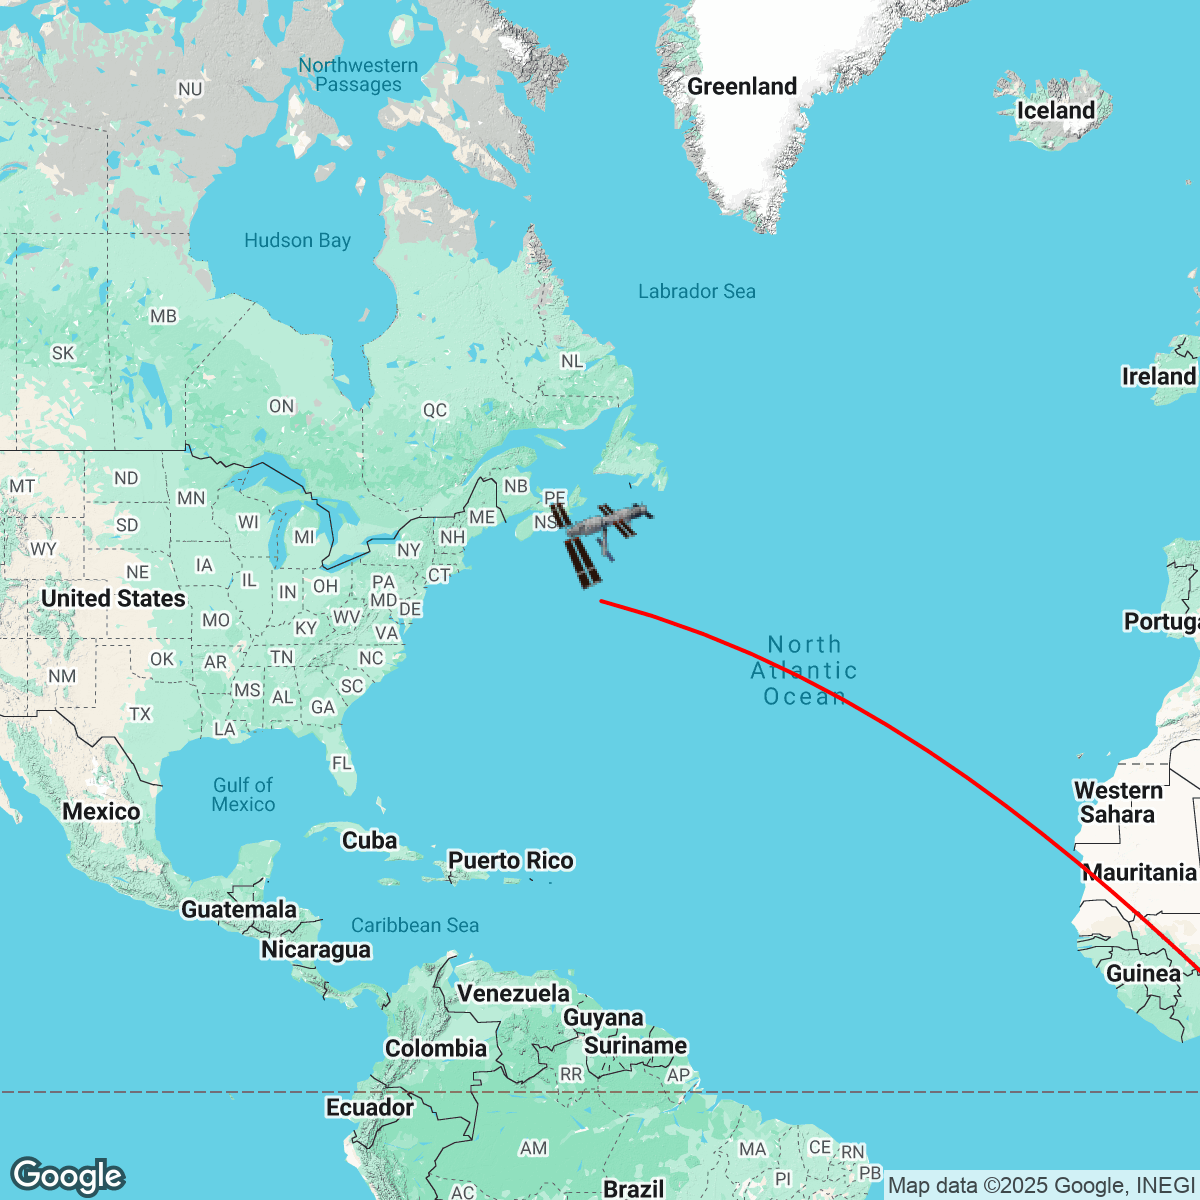 Northwestern
Passages
NU
Greenland
Iceland
Hudson Bay
Labrador Sea
MB
SK
NL
Ireland
ON
QC
MT
ND
MN
NB
PE
SD
WI
MI
ME
NS
WY
NY
NH
NE
IA
IL
IN
OH
PA
CT
United States
MD
DE
MO
KY
WV
VA
Portuga
North
Atlantic
Ocean
NM
OK
AR
TN
NC
MS
AL
GA
SC
TX
LA
FL
Gulf of
Mexico
Western
Sahara
Mexico
Cuba
Puerto Rico
Mauritania
Guatemala
Caribbean Sea
Nicaragua
Guinea
Venezuela
Guyana
Colombia
Suriname
RR
AP
Ecuador
AM
MA
CE
RN
PI
PB
AC
Brazil
Google
Map data ©2025 Google, INEGI